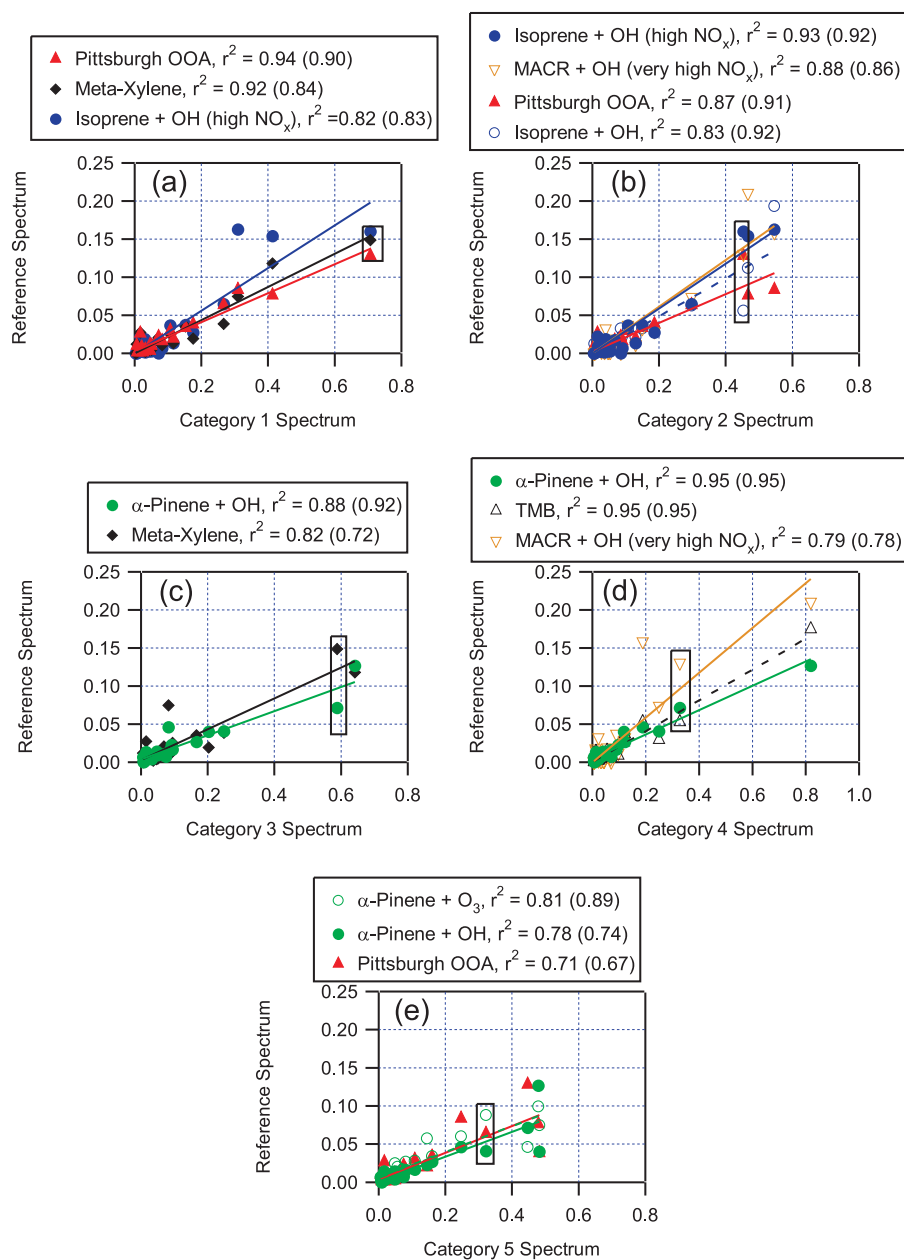 Pittsburgh OOA, r² = 0.94 (0.90)
Meta-Xylene, r² = 0.92 (0.84)
Isoprene + OH (high NOₓ), r² =0.82 (0.83)
(a)
0.25
0.20
0.15
0.10
0.05
0.00
Reference Spectrum
0.0 0.2 0.4 0.6 0.8
Category 1 Spectrum
Isoprene + OH (high NOₓ), r² = 0.93 (0.92)
MACR + OH (very high NOₓ), r² = 0.88 (0.86)
Pittsburgh OOA, r² = 0.87 (0.91)
Isoprene + OH, r² = 0.83 (0.92)
(b)
0.25
0.20
0.15
0.10
0.05
0.00
Reference Spectrum
0.0 0.2 0.4 0.6 0.8
Category 2 Spectrum
α-Pinene + OH, r² = 0.88 (0.92)
Meta-Xylene, r² = 0.82 (0.72)
(c)
0.25
0.20
0.15
0.10
0.05
0.00
Reference Spectrum
0.0 0.2 0.4 0.6 0.8
Category 3 Spectrum
α-Pinene + OH, r² = 0.95 (0.95)
TMB, r² = 0.95 (0.95)
MACR + OH (very high NOₓ), r² = 0.79 (0.78)
(d)
0.25
0.20
0.15
0.10
0.05
0.00
Reference Spectrum
0.0 0.2 0.4 0.6 0.8 1.0
Category 4 Spectrum
α-Pinene + O₃, r² = 0.81 (0.89)
α-Pinene + OH, r² = 0.78 (0.74)
Pittsburgh OOA, r² = 0.71 (0.67)
(e)
0.25
0.20
0.15
0.10
0.05
0.00
Reference Spectrum
0.0 0.2 0.4 0.6 0.8
Category 5 Spectrum